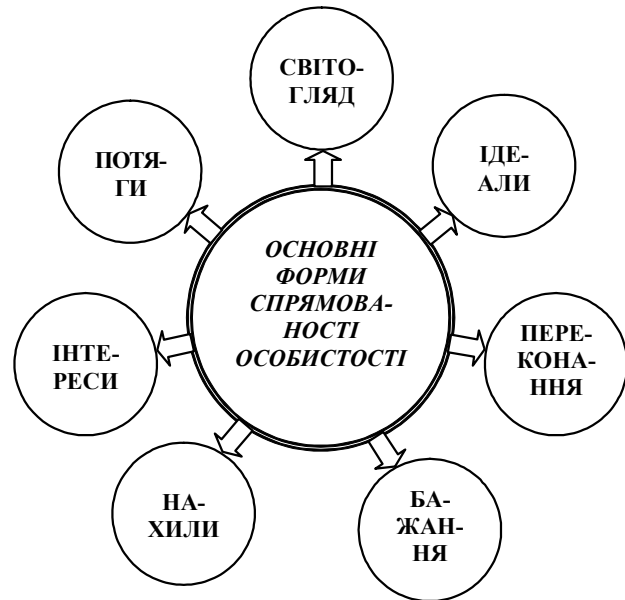 СВІТО-
ГЛЯД
ПОТЯ-
ГИ
ІДЕ-
АЛИ
ОСНОВНІ
ФОРМИ
СПРЯМОВА-
НОСТІ
ОСОБИСТОСТІ
ІНТЕ-
РЕСИ
ПЕРЕ-
КОНА-
ННЯ
НА-
ХИЛИ
БА-
ЖАН-
НЯ